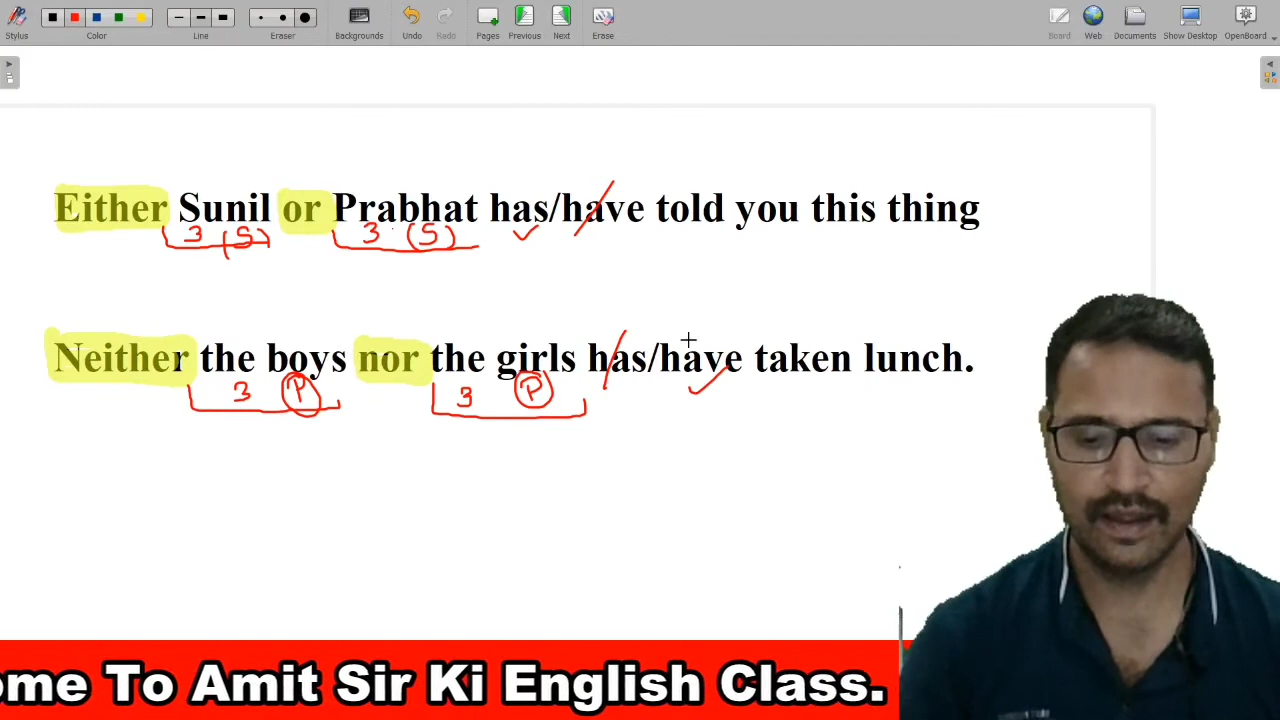 Stylus Color Line Eraser Backgrounds Undo Redo Pages Previous Next Erase Board Web Documents Show Desktop OpenBoard
Either Sunil or Prabhat has/have told you this thing
3 (S) 3 (S)
Neither the boys nor the girls has/have taken lunch.
3 P 3 P
ome To Amit Sir Ki English Class.